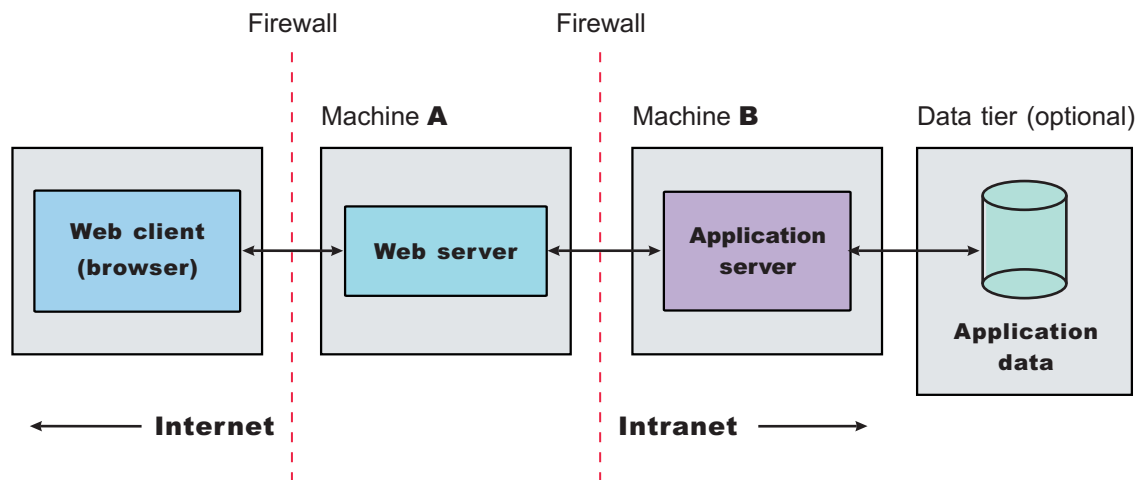 Firewall
Firewall
Machine A
Machine B
Data tier (optional)
Web client
(browser)
Web server
Application
server
Application
data
Internet
Intranet